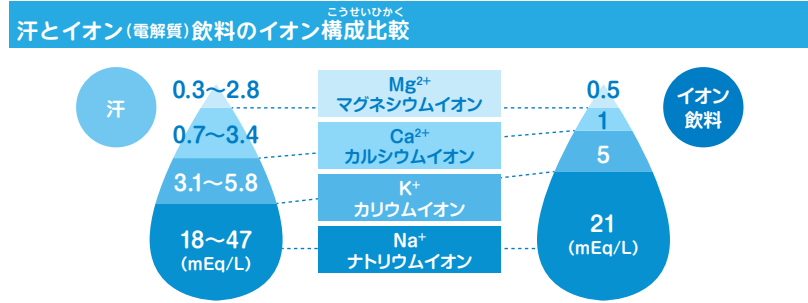 こうせいひかく
汗とイオン(電解質)飲料のイオン構成比較
汗
0.3〜2.8
0.7〜3.4
3.1〜5.8
18〜47
(mEq/L)
Mg2+
マグネシウムイオン
Ca2+
カルシウムイオン
K+
カリウムイオン
Na+
ナトリウムイオン
0.5
1
5
21
(mEq/L)
イオン
飲料